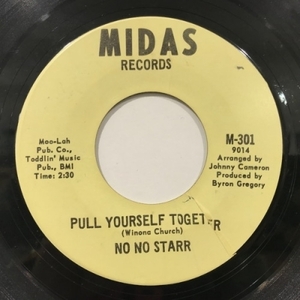 MIDAS
RECORDS
Moo-Lah
Pub. Co.,
Toddlin' Music
Pub., BMI
Time: 2:30
M-301
9014
Arranged by
Johnny Cameron
Produced by
Byron Gregory
PULL YOURSELF TOGETER
(Winona Church)
NO NO STARR